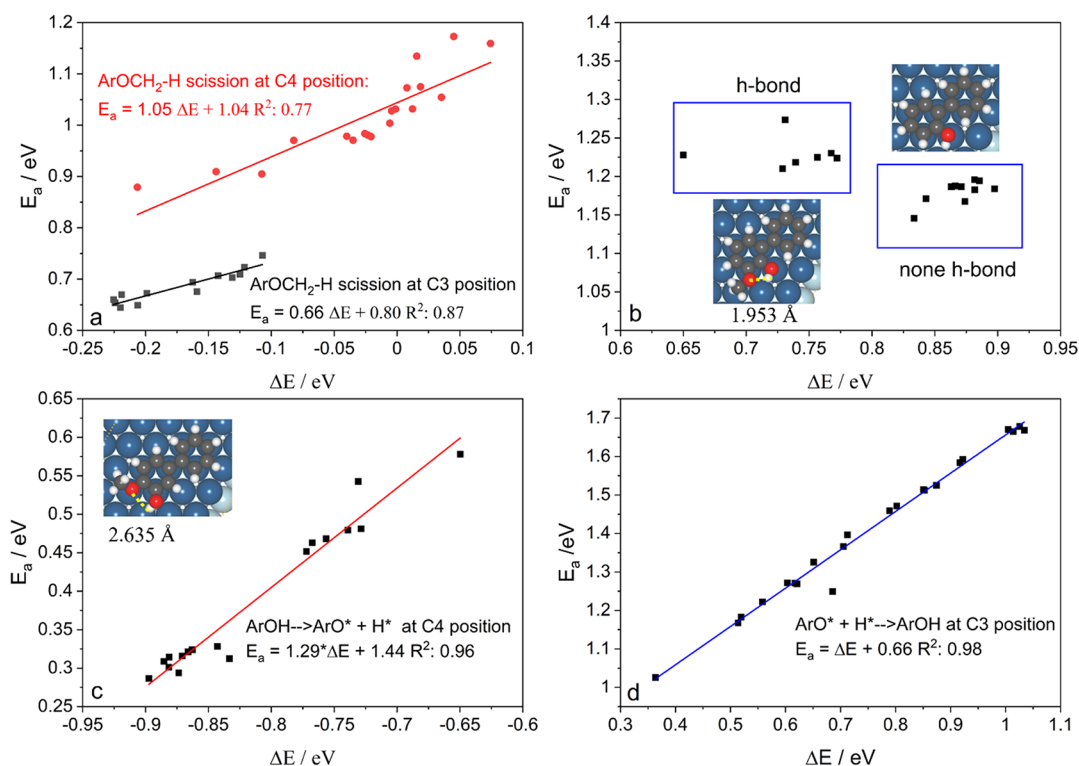 1.2
1.1
1
0.9
0.8
0.7
0.6
Eₐ / eV
ArOCH₂-H scission at C4 position:
Eₐ = 1.05 ΔE + 1.04 R²: 0.77
ArOCH₂-H scission at C3 position
Eₐ = 0.66 ΔE + 0.80 R²: 0.87
a
-0.25 -0.2 -0.15 -0.1 -0.05 0 0.05 0.1
ΔE / eV
1.4
1.35
1.3
1.25
1.2
1.15
1.1
1.05
1
Eₐ / eV
h-bond
none h-bond
1.953 Å
b
0.6 0.65 0.7 0.75 0.8 0.85 0.9 0.95
ΔE / eV
0.65
0.6
0.55
0.5
0.45
0.4
0.35
0.3
0.25
Eₐ / eV
2.635 Å
ArOH-->ArO* + H* at C4 position
Eₐ = 1.29*ΔE + 1.44 R²: 0.96
c
-0.95 -0.9 -0.85 -0.8 -0.75 -0.7 -0.65 -0.6
ΔE / eV
1.7
1.6
1.5
1.4
1.3
1.2
1.1
1
Eₐ /eV
ArO* + H*-->ArOH at C3 position
Eₐ = ΔE + 0.66 R²: 0.98
d
0.3 0.4 0.5 0.6 0.7 0.8 0.9 1 1.1
ΔE / eV